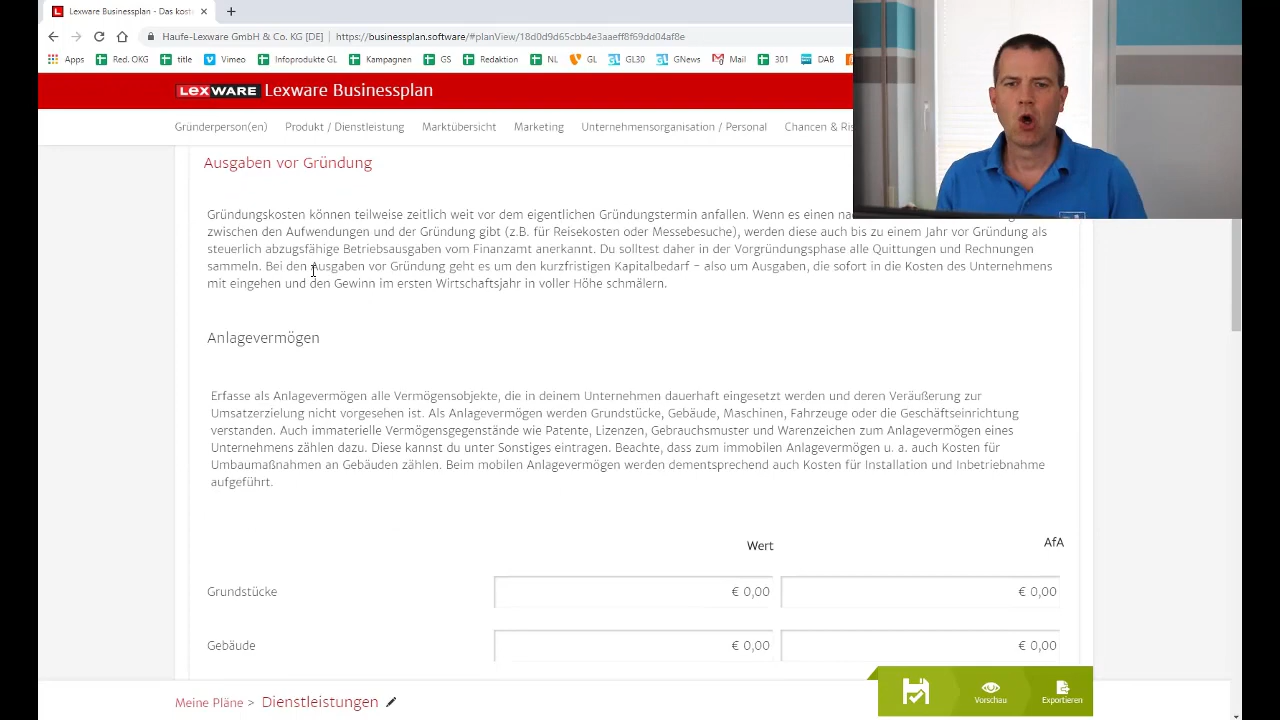 Lexware Businessplan - Das kost
Haufe-Lexware GmbH & Co. KG [DE] https://businessplan.software/#planView/18d0d9d65cbb4e3aaeff8f69dd04af8e
Apps Red. OKG title Vimeo Infoprodukte GL Kampagnen GS Redaktion NL GL GL30 GNews Mail 301 DAB
LEXWARE Lexware Businessplan
Gründerperson(en) Produkt / Dienstleistung Marktübersicht Marketing Unternehmensorganisation / Personal Chancen & Ris
Ausgaben vor Gründung
Gründungskosten können teilweise zeitlich weit vor dem eigentlichen Gründungstermin anfallen. Wenn es einen na
zwischen den Aufwendungen und der Gründung gibt (z.B. für Reisekosten oder Messebesuche), werden diese auch bis zu einem Jahr vor Gründung als
steuerlich abzugsfähige Betriebsausgaben vom Finanzamt anerkannt. Du solltest daher in der Vorgründungsphase alle Quittungen und Rechnungen
sammeln. Bei den Ausgaben vor Gründung geht es um den kurzfristigen Kapitalbedarf – also um Ausgaben, die sofort in die Kosten des Unternehmens
mit eingehen und den Gewinn im ersten Wirtschaftsjahr in voller Höhe schmälern.
Anlagevermögen
Erfasse als Anlagevermögen alle Vermögensobjekte, die in deinem Unternehmen dauerhaft eingesetzt werden und deren Veräußerung zur
Umsatzerzielung nicht vorgesehen ist. Als Anlagevermögen werden Grundstücke, Gebäude, Maschinen, Fahrzeuge oder die Geschäftseinrichtung
verstanden. Auch immaterielle Vermögensgegenstände wie Patente, Lizenzen, Gebrauchsmuster und Warenzeichen zum Anlagevermögen eines
Unternehmens zählen dazu. Diese kannst du unter Sonstiges eintragen. Beachte, dass zum immobilen Anlagevermögen u. a. auch Kosten für
Umbaumaßnahmen an Gebäuden zählen. Beim mobilen Anlagevermögen werden dementsprechend auch Kosten für Installation und Inbetriebnahme
aufgeführt.
Wert AfA
Grundstücke € 0,00 € 0,00
Gebäude € 0,00 € 0,00
Meine Pläne > Dienstleistungen Vorschau Exportieren